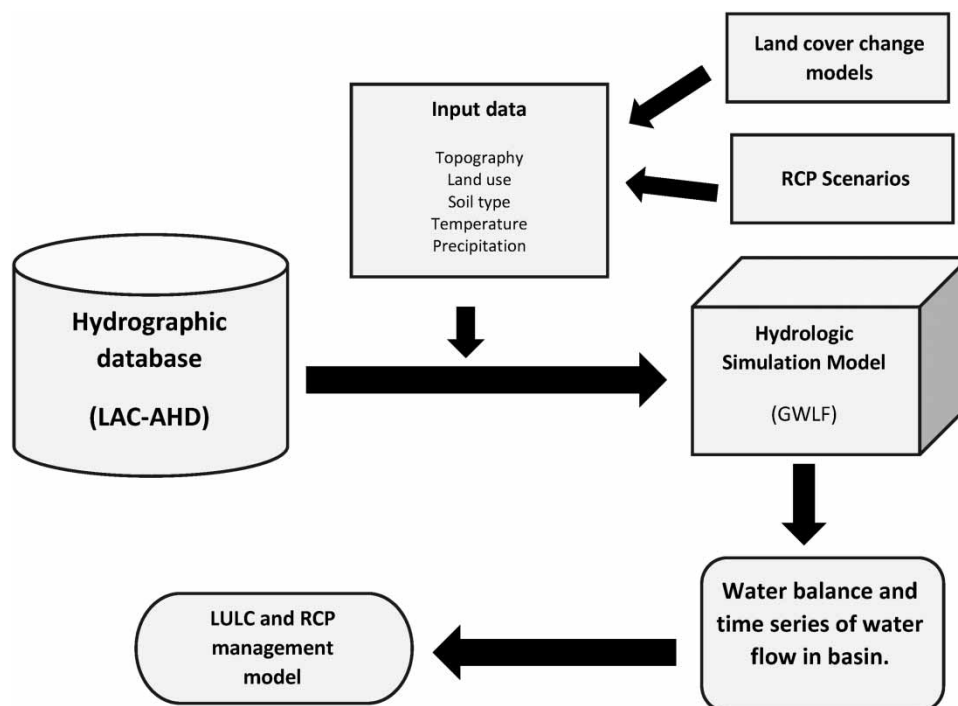 Land cover change
models
Input data
Topography
Land use
Soil type
Temperature
Precipitation
RCP Scenarios
Hydrographic
database
(LAC-AHD)
Hydrologic
Simulation Model
(GWLF)
Water balance and
time series of water
flow in basin.
LULC and RCP
management
model